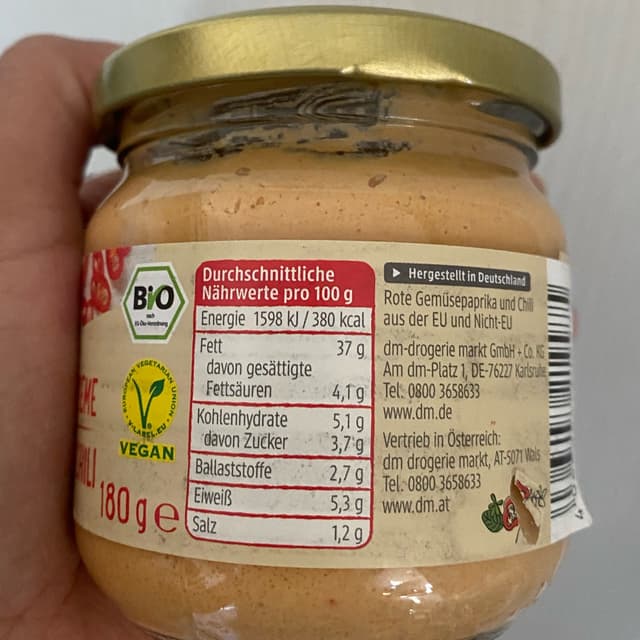 BIO
nach
EG-Öko-Verordnung
EUROPEAN VEGETARIAN UNION
V-LABEL.EU
VEGAN
EME
HILI
180 g e
Durchschnittliche
Nährwerte pro 100 g
Energie 1598 kJ / 380 kcal
Fett 37 g
davon gesättigte
Fettsäuren 4,1 g
Kohlenhydrate 5,1 g
davon Zucker 3,7 g
Ballaststoffe 2,7 g
Eiweiß 5,3 g
Salz 1,2 g
Hergestellt in Deutschland
Rote Gemüsepaprika und Chili
aus der EU und Nicht-EU
dm-drogerie markt GmbH + Co. KG
Am dm-Platz 1, DE-76227 Karlsruhe
Tel. 0800 3658633
www.dm.de
Vertrieb in Österreich:
dm drogerie markt, AT-5071 Wals
Tel. 0800 3658633
www.dm.at